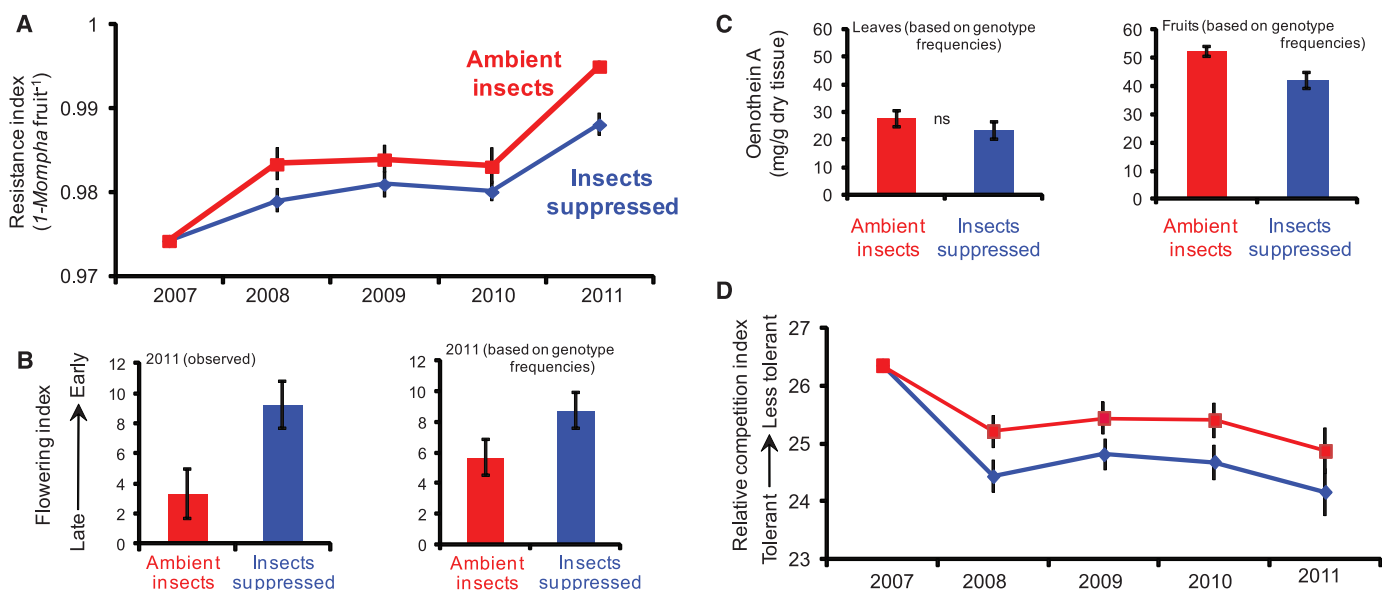 A
Resistance index
(1-Mompha fruit-1)
1
0.99
0.98
0.97
Ambient
insects
Insects
suppressed
2007
2008
2009
2010
2011
B
Flowering index
Late
Early
2011 (observed)
12
10
8
6
4
2
0
Ambient
insects
Insects
suppressed
2011 (based on genotype
frequencies)
12
10
8
6
4
2
0
Ambient
insects
Insects
suppressed
C
Oenothein A
(mg/g dry tissue)
Leaves (based on genotype
frequencies)
60
50
40
30
20
10
0
ns
Ambient
insects
Insects
suppressed
Fruits (based on genotype
frequencies)
60
50
40
30
20
10
0
Ambient
insects
Insects
suppressed
D
Relative competition index
Tolerant
Less tolerant
27
26
25
24
23
2007
2008
2009
2010
2011